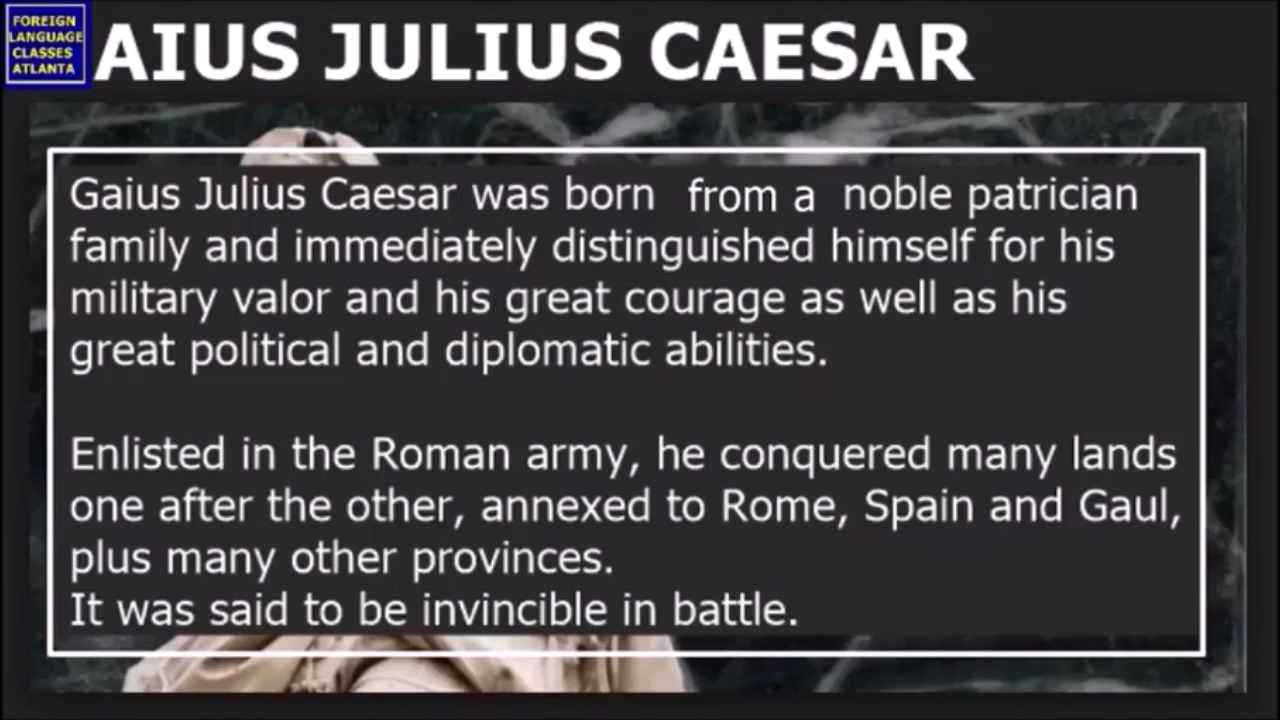 FOREIGN
LANGUAGE
CLASSES
ATLANTA
AIUS JULIUS CAESAR
Gaius Julius Caesar was born from a noble patrician
family and immediately distinguished himself for his
military valor and his great courage as well as his
great political and diplomatic abilities.
Enlisted in the Roman army, he conquered many lands
one after the other, annexed to Rome, Spain and Gaul,
plus many other provinces.
It was said to be invincible in battle.